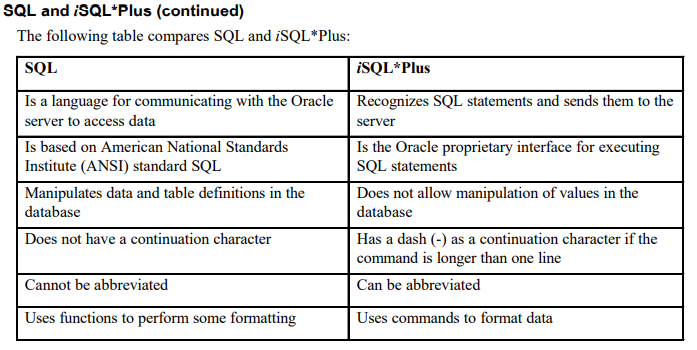 SQL and iSQL*Plus (continued)
The following table compares SQL and iSQL*Plus:
SQL
iSQL*Plus
Is a language for communicating with the Oracle
server to access data
Recognizes SQL statements and sends them to the
server
Is based on American National Standards
Institute (ANSI) standard SQL
Is the Oracle proprietary interface for executing
SQL statements
Manipulates data and table definitions in the
database
Does not allow manipulation of values in the
database
Does not have a continuation character
Has a dash (-) as a continuation character if the
command is longer than one line
Cannot be abbreviated
Can be abbreviated
Uses functions to perform some formatting
Uses commands to format data